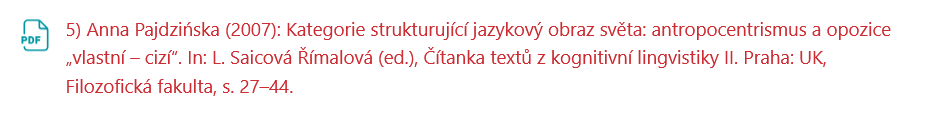 PDF
5) Anna Pajdzińska (2007): Kategorie strukturující jazykový obraz světa: antropocentrismus a opozice
„vlastní – cizí“. In: L. Saicová Římalová (ed.), Čítanka textů z kognitivní lingvistiky II. Praha: UK,
Filozofická fakulta, s. 27–44.